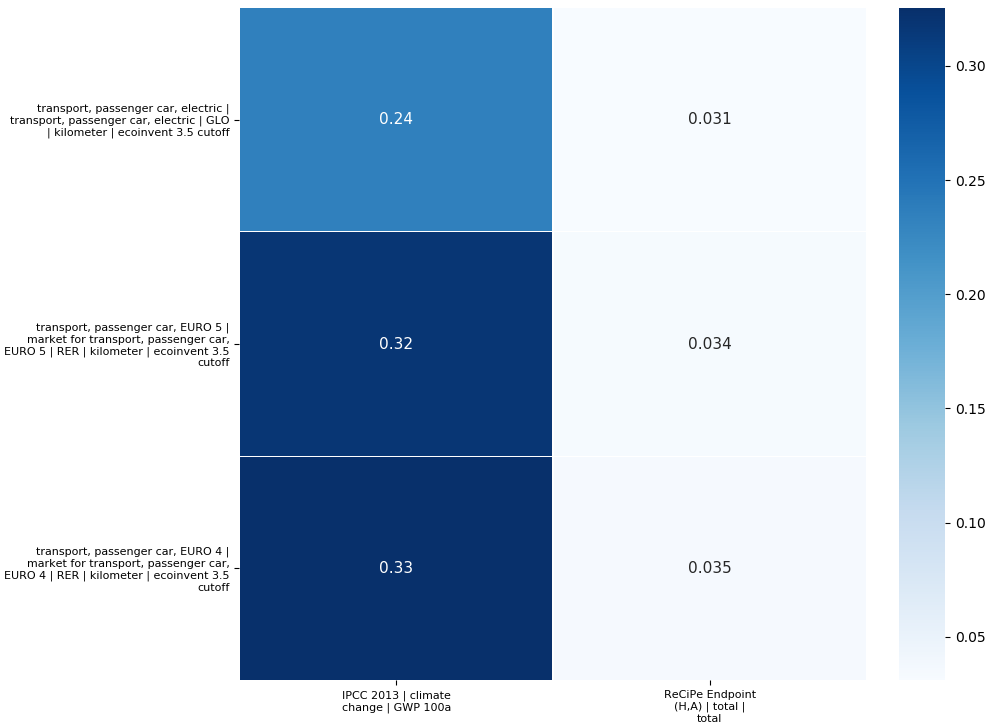 transport, passenger car, electric |
transport, passenger car, electric | GLO
| kilometer | ecoinvent 3.5 cutoff
0.24
0.031
transport, passenger car, EURO 5 |
market for transport, passenger car,
EURO 5 | RER | kilometer | ecoinvent 3.5
cutoff
0.32
0.034
transport, passenger car, EURO 4 |
market for transport, passenger car,
EURO 4 | RER | kilometer | ecoinvent 3.5
cutoff
0.33
0.035
IPCC 2013 | climate
change | GWP 100a
ReCiPe Endpoint
(H,A) | total |
total
0.30
0.25
0.20
0.15
0.10
0.05